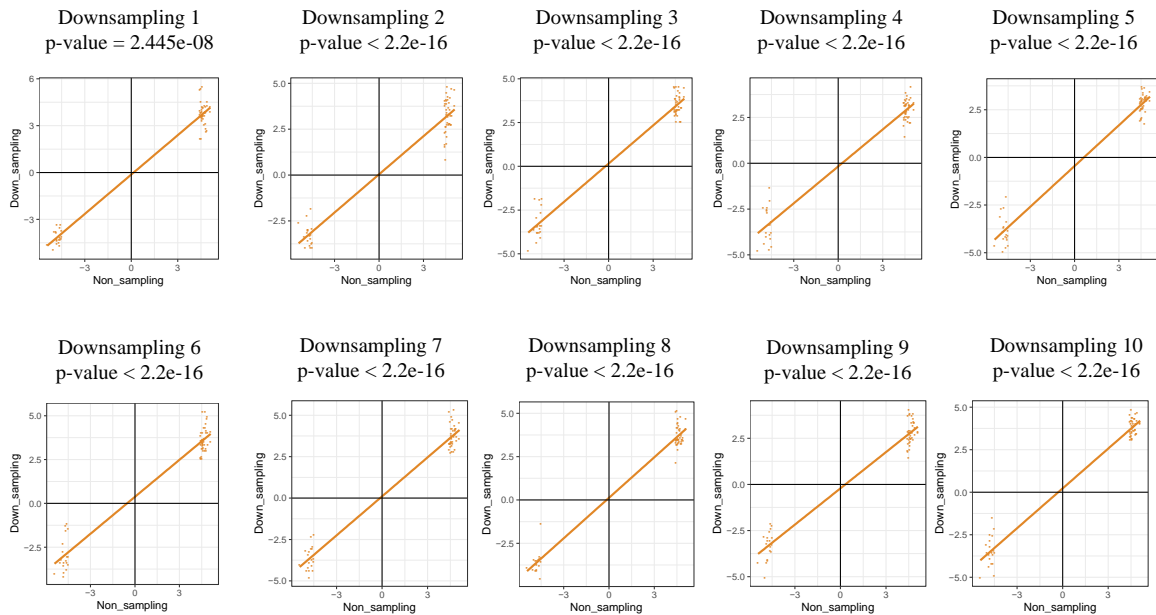 Downsampling 1
p-value = 2.445e-08
Downsampling 2
p-value < 2.2e-16
Downsampling 3
p-value < 2.2e-16
Downsampling 4
p-value < 2.2e-16
Downsampling 5
p-value < 2.2e-16
6
3
0
−3
Down_sampling
−3 0 3
Non_sampling
5.0
2.5
0.0
−2.5
Down_sampling
−3 0 3
Non_sampling
5.0
2.5
0.0
−2.5
−5.0
Down_sampling
−3 0 3
Non_sampling
5.0
2.5
0.0
−2.5
−5.0
Down_sampling
−3 0 3
Non_sampling
2.5
0.0
−2.5
−5.0
Down_sampling
−3 0 3
Non_sampling
Downsampling 6
p-value < 2.2e-16
Downsampling 7
p-value < 2.2e-16
Downsampling 8
p-value < 2.2e-16
Downsampling 9
p-value < 2.2e-16
Downsampling 10
p-value < 2.2e-16
5.0
2.5
0.0
−2.5
Down_sampling
−3 0 3
Non_sampling
5.0
2.5
0.0
−2.5
−5.0
Down_sampling
−3 0 3
Non_sampling
5.0
2.5
0.0
−2.5
Down_sampling
−3 0 3
Non_sampling
2.5
0.0
−2.5
−5.0
Down_sampling
−3 0 3
Non_sampling
5.0
2.5
0.0
−2.5
−5.0
Down_sampling
−3 0 3
Non_sampling